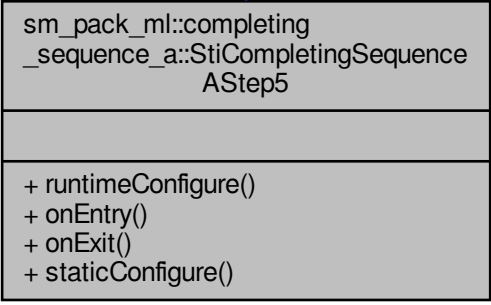 sm_pack_ml::completing
_sequence_a::StiCompletingSequence
AStep5
+ runtimeConfigure()
+ onEntry()
+ onExit()
+ staticConfigure()